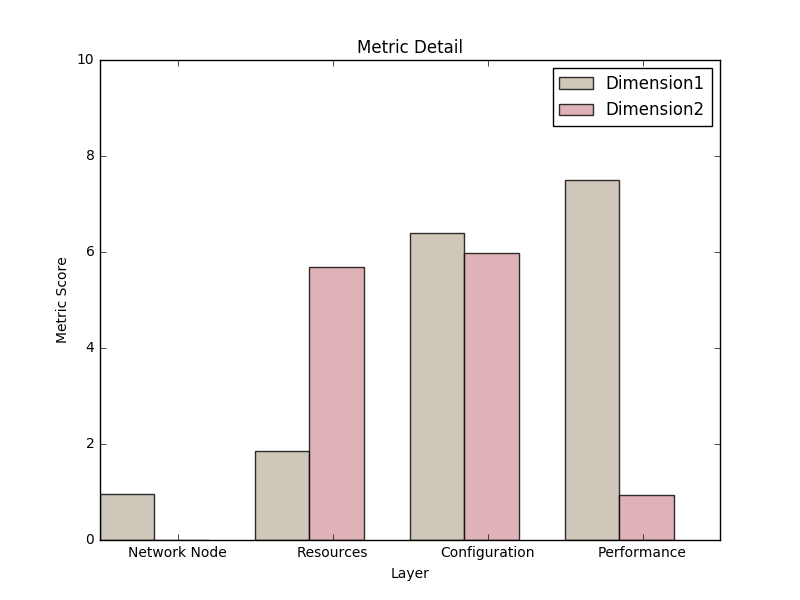 Metric Detail
10
Dimension1
Dimension2
8
6
Metric Score
4
2
0
Network Node Resources Configuration Performance
Layer